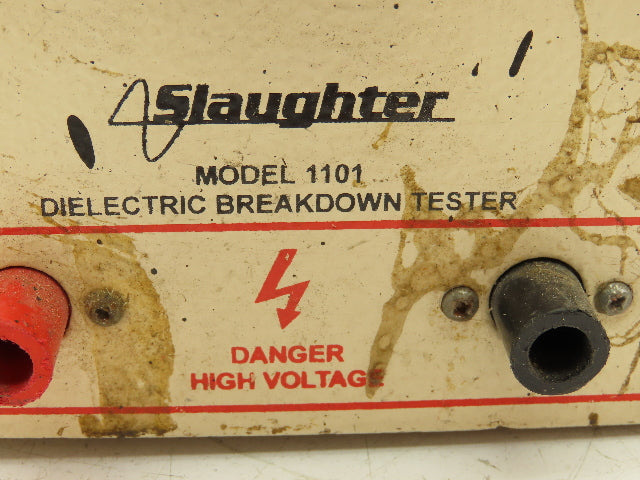 Slaughter
MODEL 1101
DIELECTRIC BREAKDOWN TESTER
DANGER
HIGH VOLTAGE